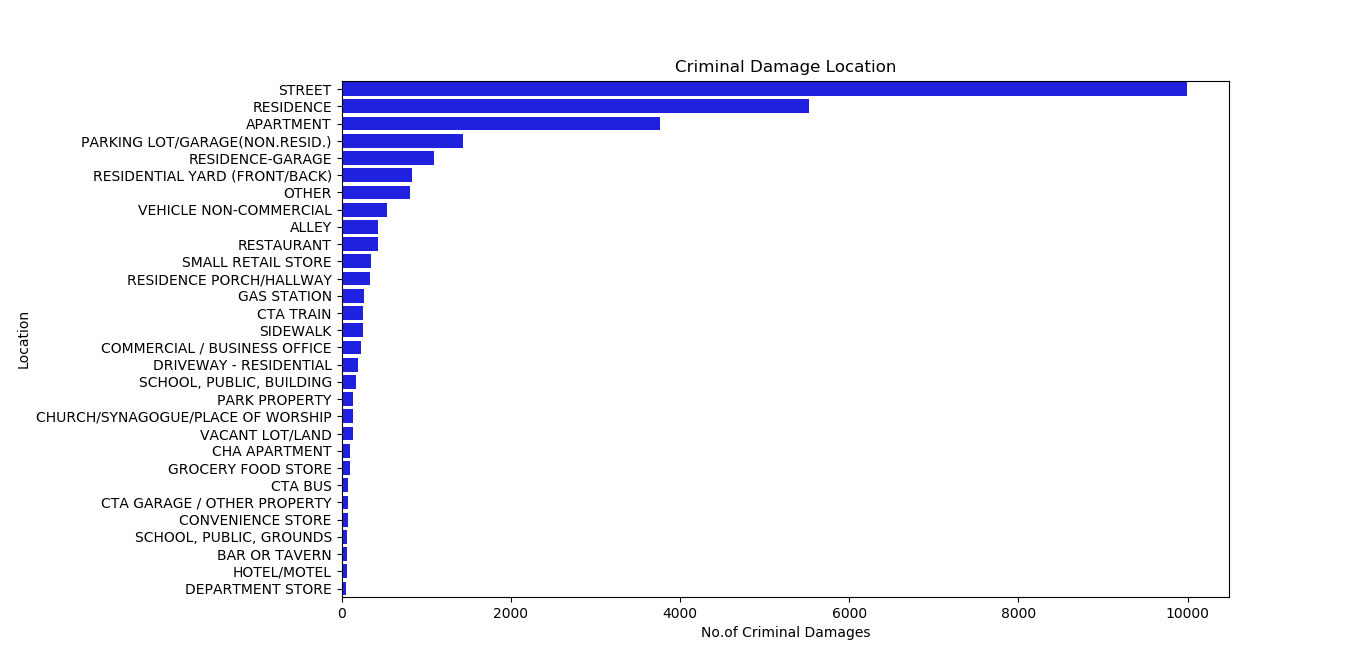 Criminal Damage Location
STREET
RESIDENCE
APARTMENT
PARKING LOT/GARAGE(NON.RESID.)
RESIDENCE-GARAGE
RESIDENTIAL YARD (FRONT/BACK)
OTHER
VEHICLE NON-COMMERCIAL
ALLEY
RESTAURANT
SMALL RETAIL STORE
RESIDENCE PORCH/HALLWAY
GAS STATION
CTA TRAIN
SIDEWALK
COMMERCIAL / BUSINESS OFFICE
DRIVEWAY - RESIDENTIAL
SCHOOL, PUBLIC, BUILDING
PARK PROPERTY
CHURCH/SYNAGOGUE/PLACE OF WORSHIP
VACANT LOT/LAND
CHA APARTMENT
GROCERY FOOD STORE
CTA BUS
CTA GARAGE / OTHER PROPERTY
CONVENIENCE STORE
SCHOOL, PUBLIC, GROUNDS
BAR OR TAVERN
HOTEL/MOTEL
DEPARTMENT STORE
Location
0 2000 4000 6000 8000 10000
No.of Criminal Damages